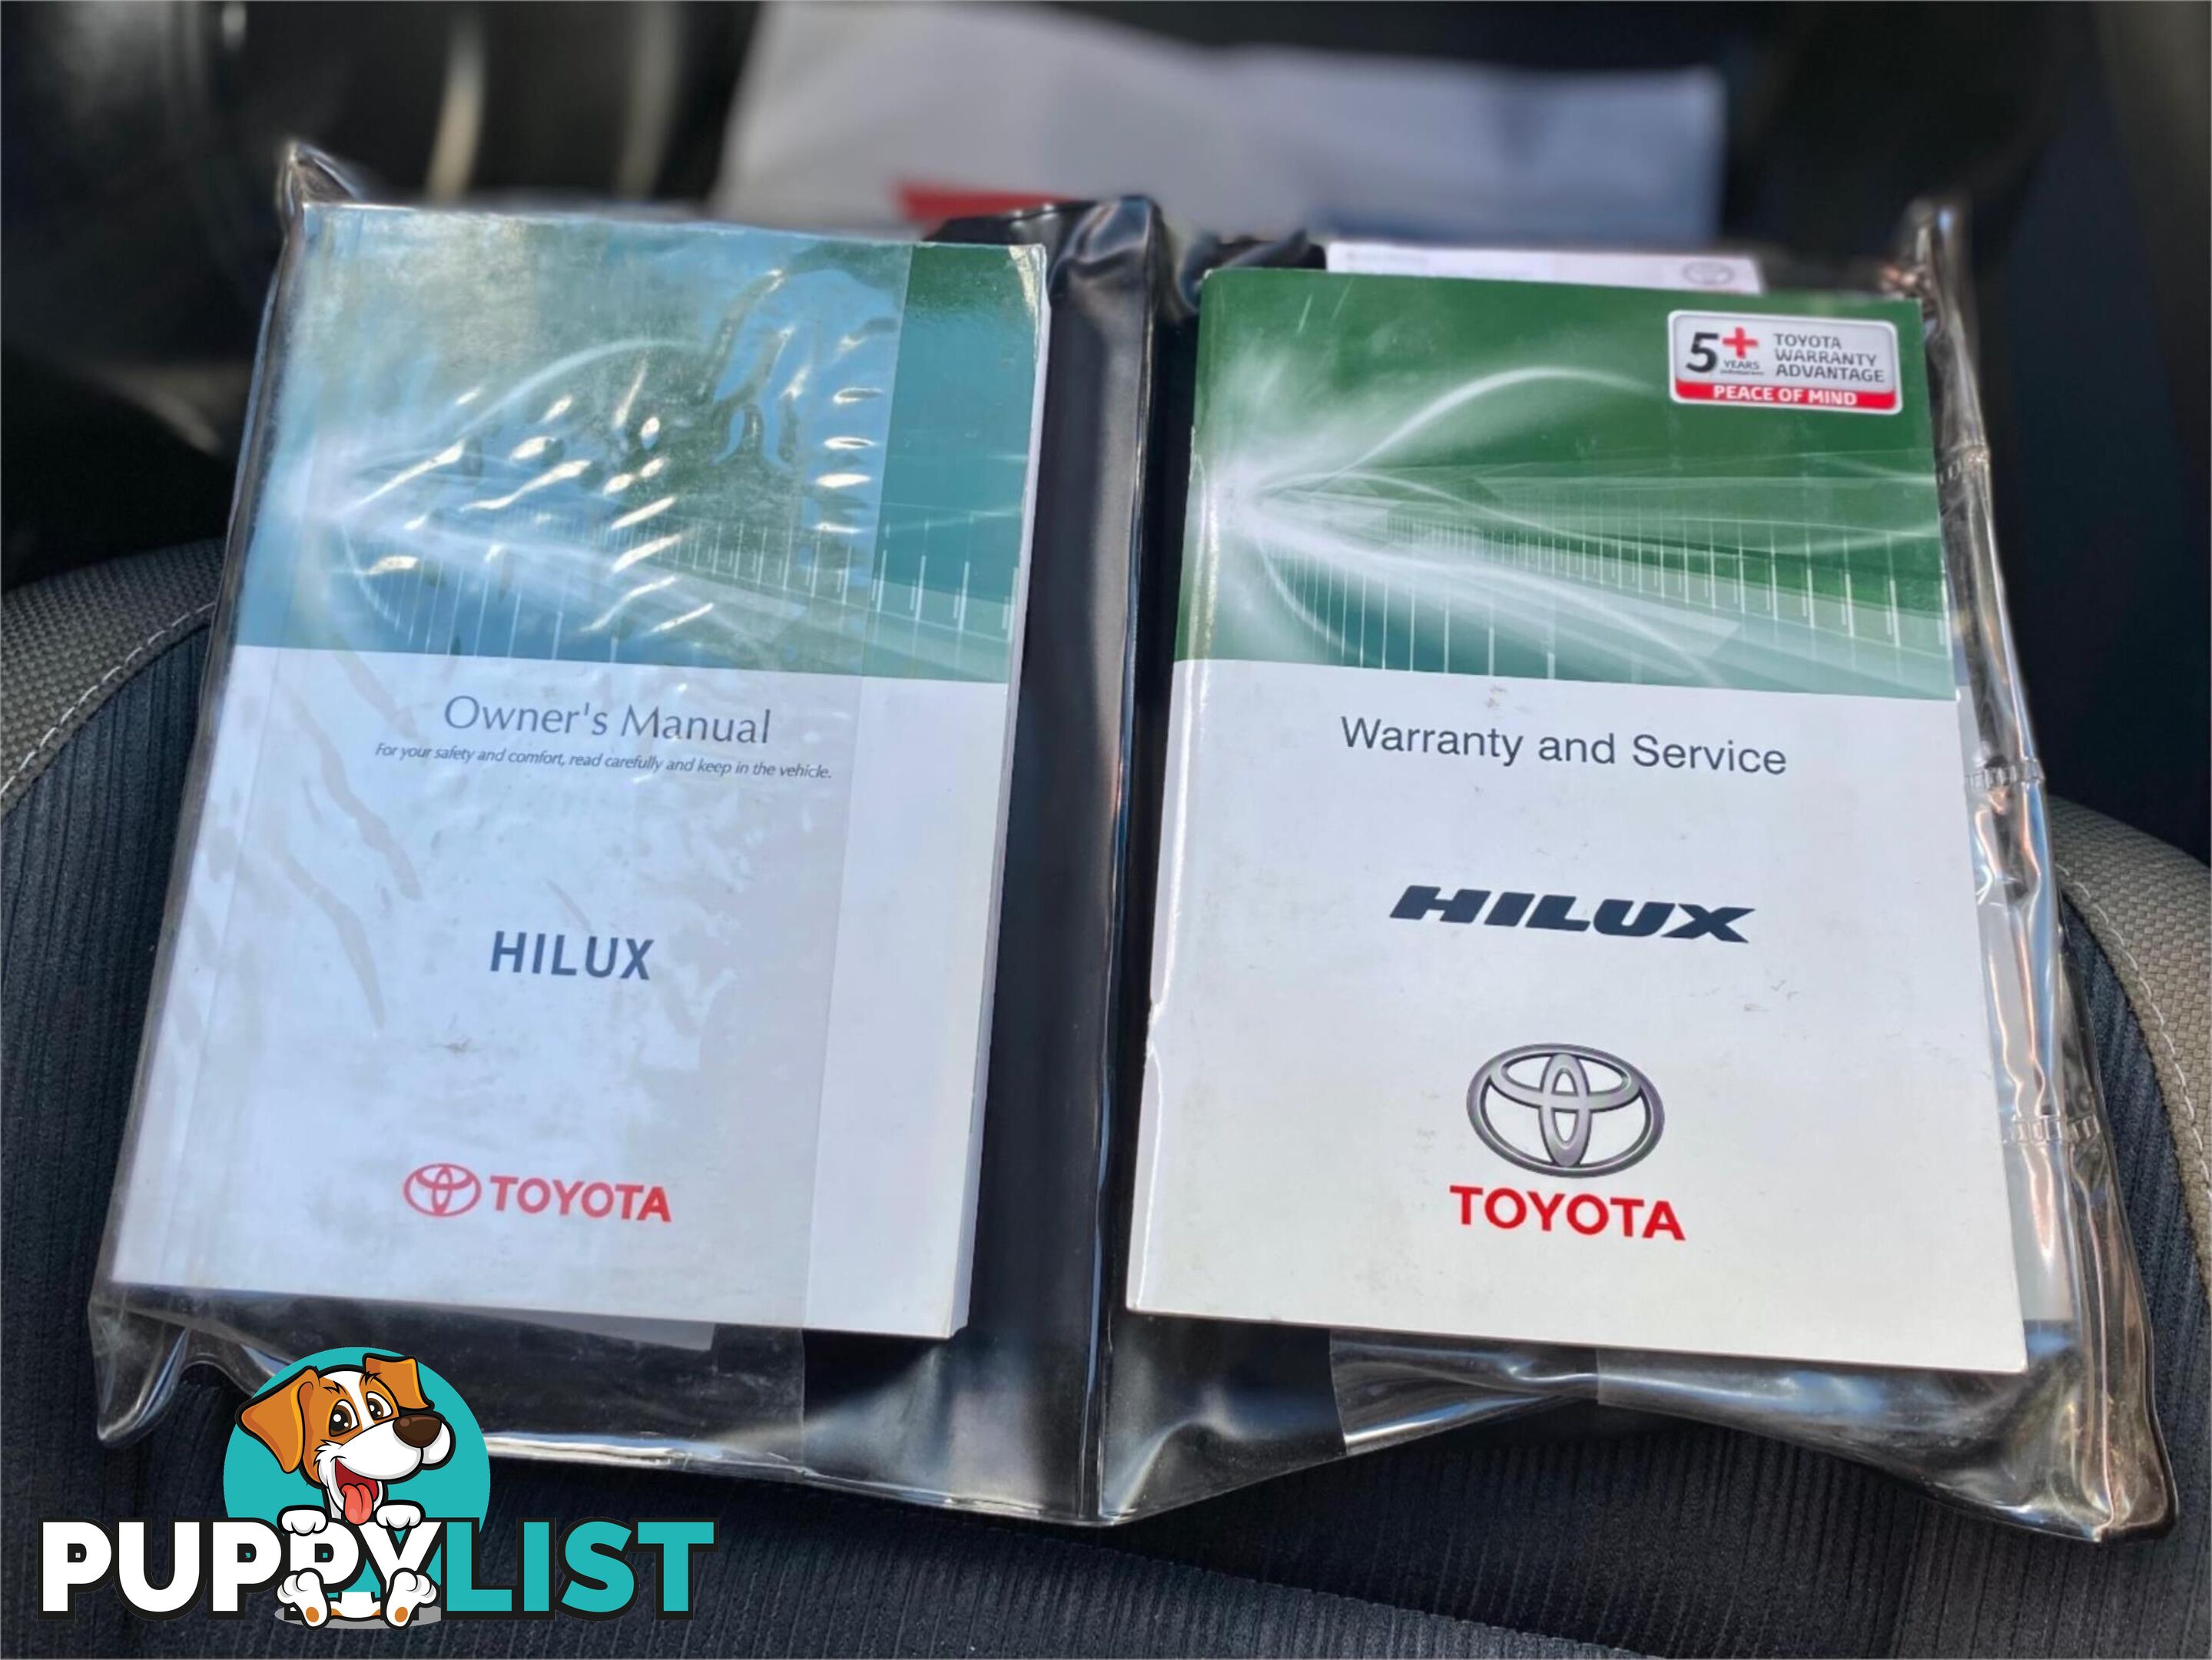 Owner's Manual
For your safety and comfort, read carefully and keep in the vehicle.
HILUX
TOYOTA
5+ YEARS
TOYOTA
WARRANTY
ADVANTAGE
PEACE OF MIND
Warranty and Service
HILUX
TOYOTA
PUPPYLIST